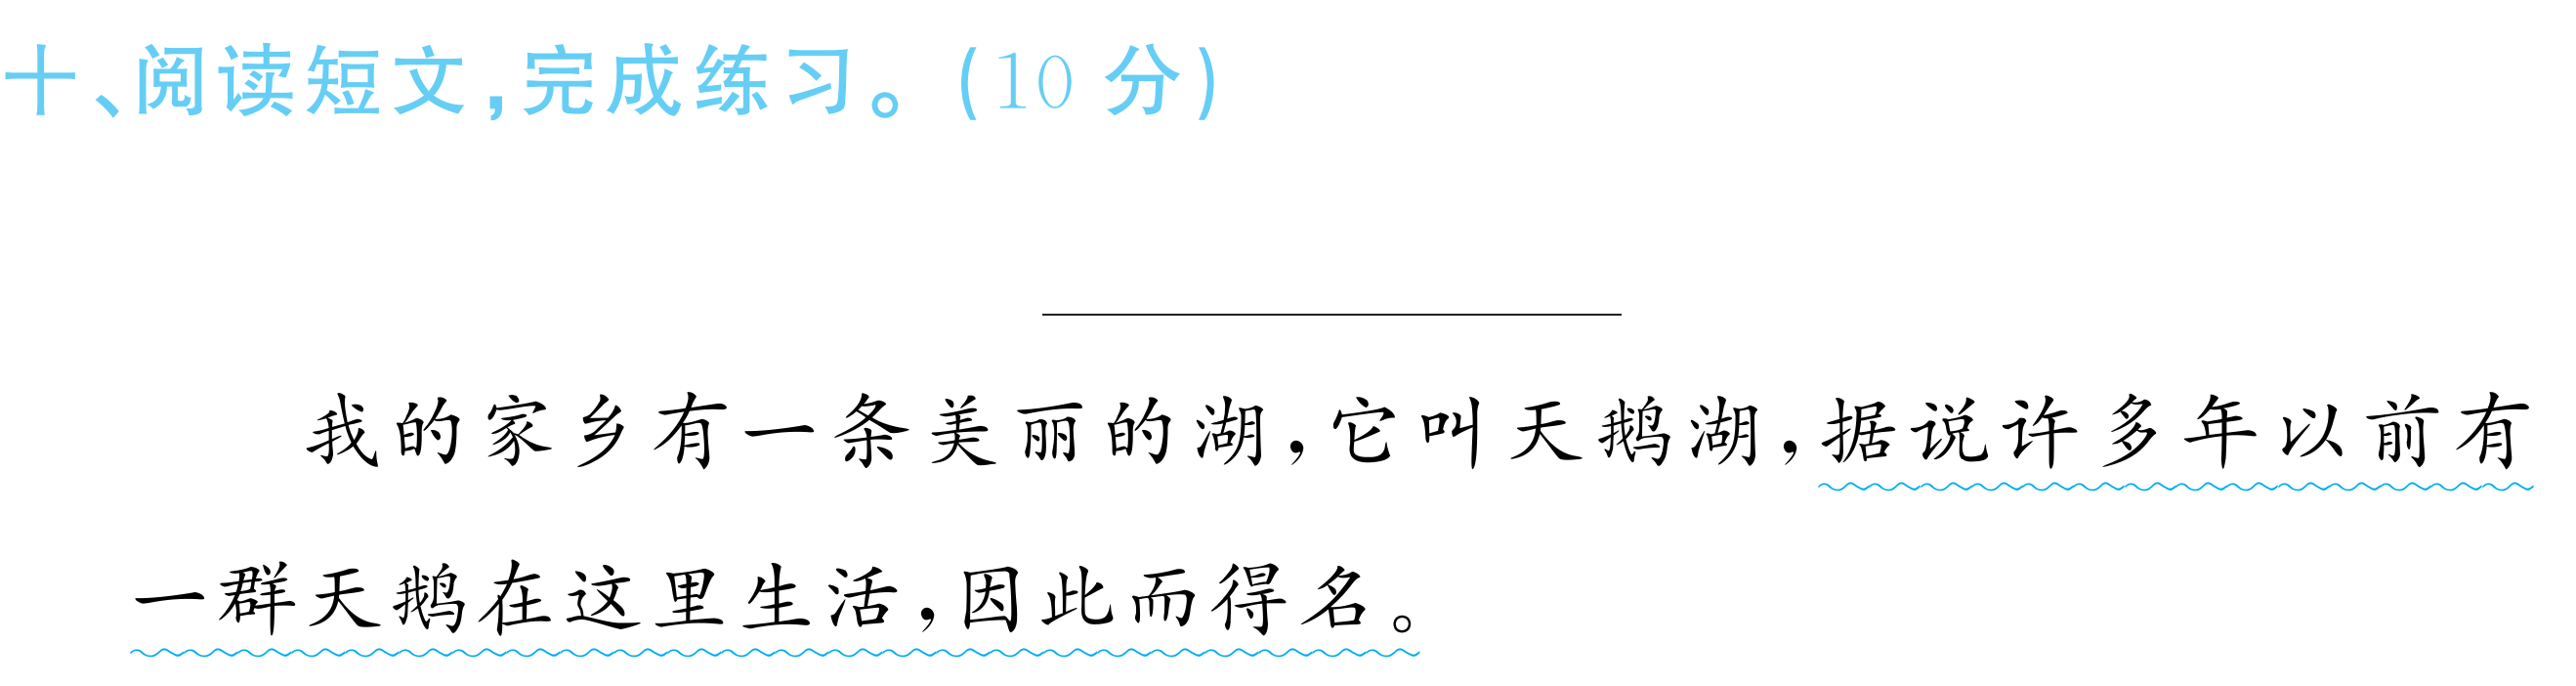 十、阅读短文,完成练习。(10 分)
我的家乡有一条美丽的湖,它叫天鹅湖,据说许多年以前有
一群天鹅在这里生活,因此而得名。